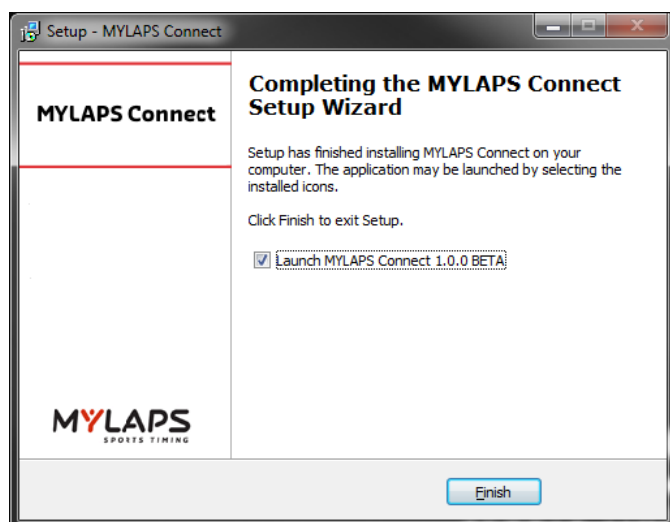 Setup - MYLAPS Connect
MYLAPS Connect
Completing the MYLAPS Connect
Setup Wizard
Setup has finished installing MYLAPS Connect on your
computer. The application may be launched by selecting the
installed icons.
Click Finish to exit Setup.
Launch MYLAPS Connect 1.0.0 BETA
MYLAPS
SPORTS TIMING
Finish